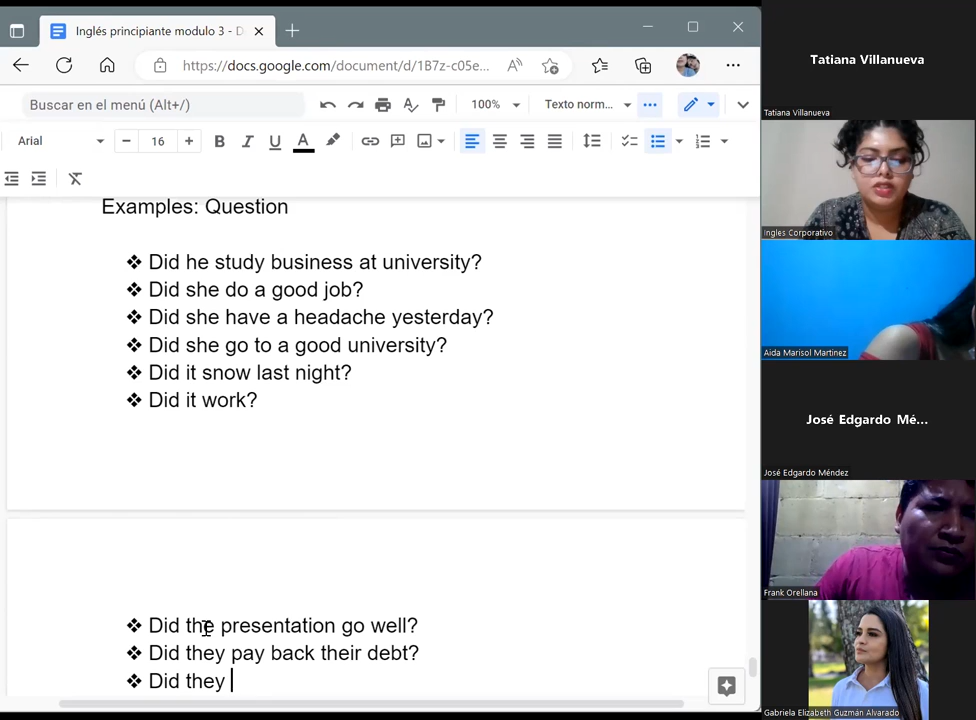 Inglés principiante modulo 3 - D
https://docs.google.com/document/d/1B7z-c05e...
Buscar en el menú (Alt+/)
100%
Texto norm...
Arial
16
Examples: Question
❖ Did he study business at university?
❖ Did she do a good job?
❖ Did she have a headache yesterday?
❖ Did she go to a good university?
❖ Did it snow last night?
❖ Did it work?
❖ Did the presentation go well?
❖ Did they pay back their debt?
❖ Did they
Tatiana Villanueva
Tatiana Villanueva
Ingles Corporativo
Aida Marisol Martinez
José Edgardo Mé...
José Edgardo Méndez
Frank Orellana
Gabriela Elizabeth Guzmán Alvarado